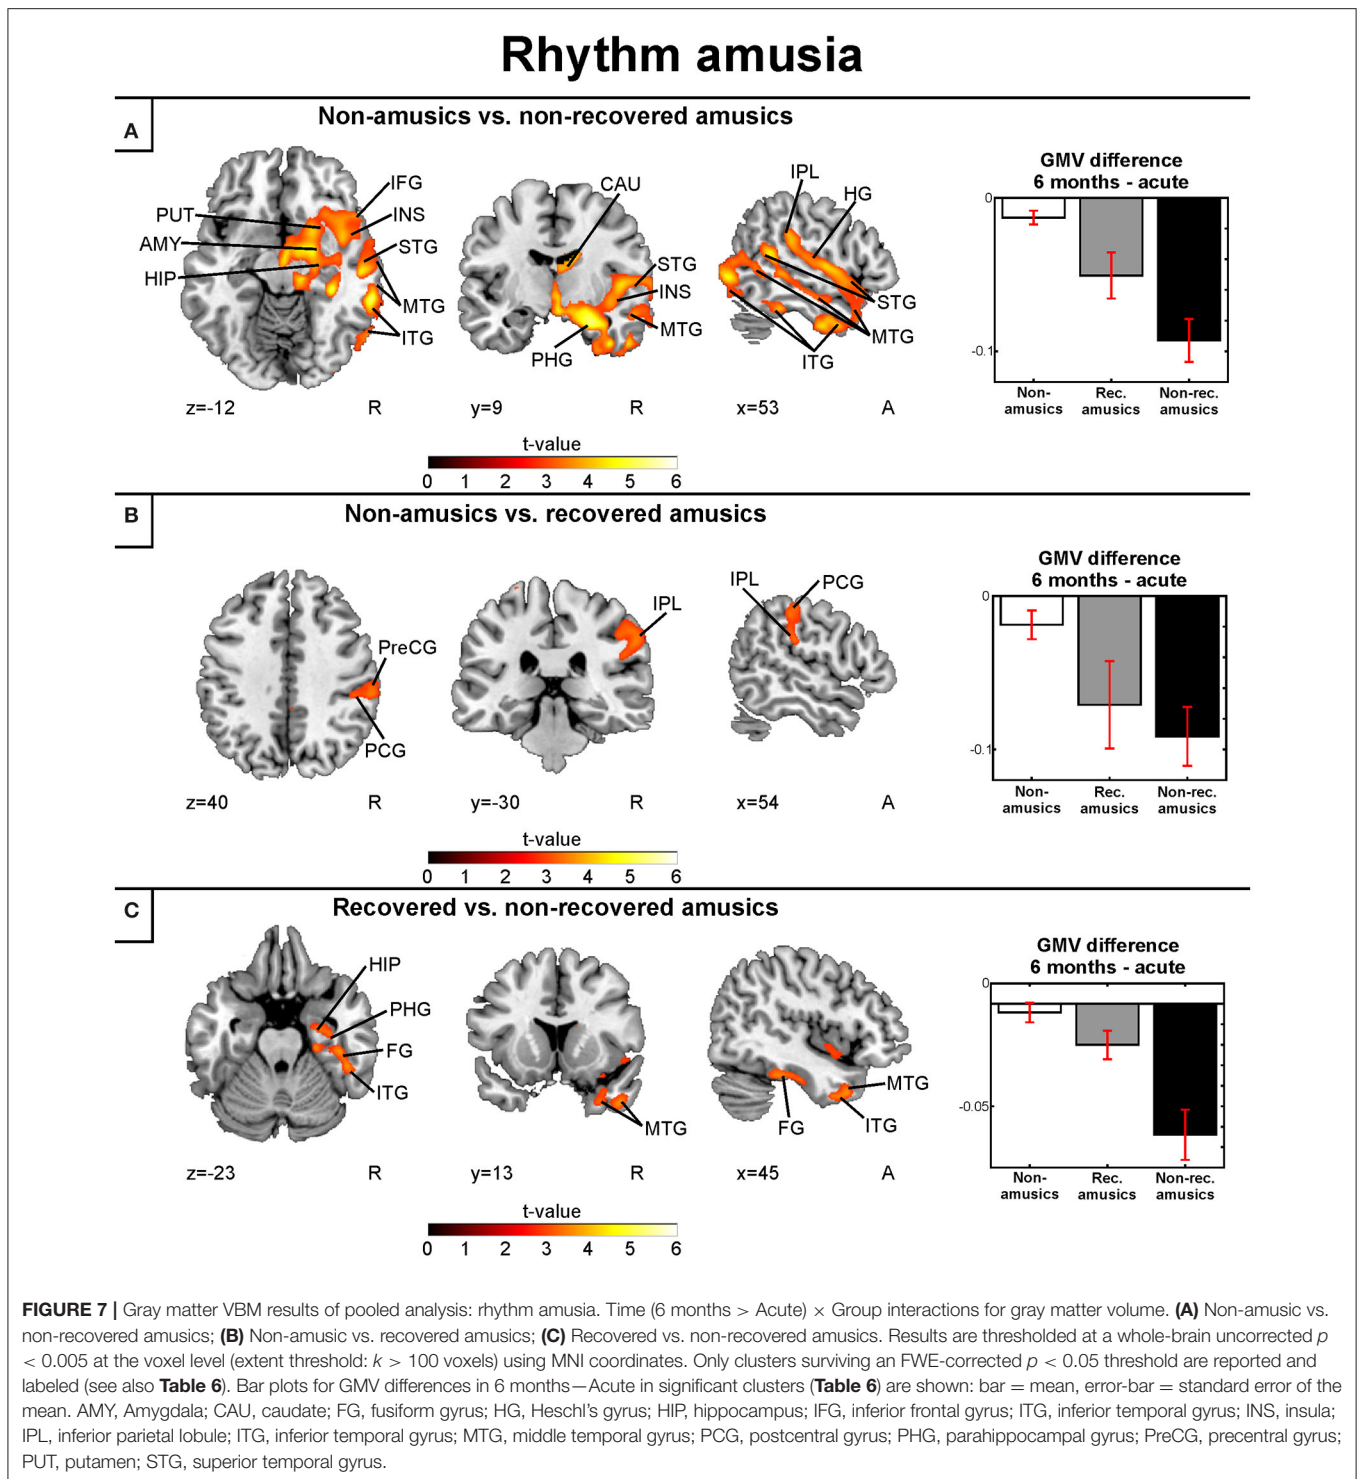 Rhythm amusia
A
Non-amusics vs. non-recovered amusics
IFG
PUT
INS
AMY
STG
HIP
MTG
ITG
z=-12
R
CAU
STG
INS
MTG
PHG
y=9
R
IPL
HG
STG
MTG
ITG
x=53
A
GMV difference
6 months - acute
0
-0.1
Non-amusics
Rec. amusics
Non-rec. amusics
t-value
0 1 2 3 4 5 6
B
Non-amusics vs. recovered amusics
PreCG
PCG
z=40
R
IPL
y=-30
R
IPL
PCG
x=54
A
GMV difference
6 months - acute
0
-0.1
Non-amusics
Rec. amusics
Non-rec. amusics
t-value
0 1 2 3 4 5 6
C
Recovered vs. non-recovered amusics
HIP
PHG
FG
ITG
z=-23
R
MTG
y=13
R
MTG
FG
ITG
x=45
A
GMV difference
6 months - acute
0
-0.05
Non-amusics
Rec. amusics
Non-rec. amusics
t-value
0 1 2 3 4 5 6
FIGURE 7 | Gray matter VBM results of pooled analysis: rhythm amusia. Time (6 months > Acute) × Group interactions for gray matter volume. (A) Non-amusic vs.
non-recovered amusics; (B) Non-amusic vs. recovered amusics; (C) Recovered vs. non-recovered amusics. Results are thresholded at a whole-brain uncorrected p
< 0.005 at the voxel level (extent threshold: k > 100 voxels) using MNI coordinates. Only clusters surviving an FWE-corrected p < 0.05 threshold are reported and
labeled (see also Table 6). Bar plots for GMV differences in 6 months—Acute in significant clusters (Table 6) are shown: bar = mean, error-bar = standard error of the
mean. AMY, Amygdala; CAU, caudate; FG, fusiform gyrus; HG, Heschl's gyrus; HIP, hippocampus; IFG, inferior frontal gyrus; ITG, inferior temporal gyrus; INS, insula;
IPL, inferior parietal lobule; ITG, inferior temporal gyrus; MTG, middle temporal gyrus; PCG, postcentral gyrus; PHG, parahippocampal gyrus; PreCG, precentral gyrus;
PUT, putamen; STG, superior temporal gyrus.